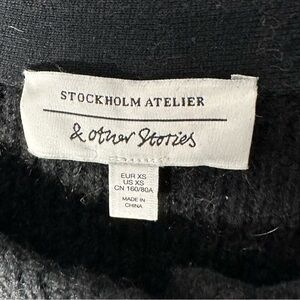 STOCKHOLM ATELIER
& other Stories
EUR XS
US XS
CN 160/80A
MADE IN
CHINA